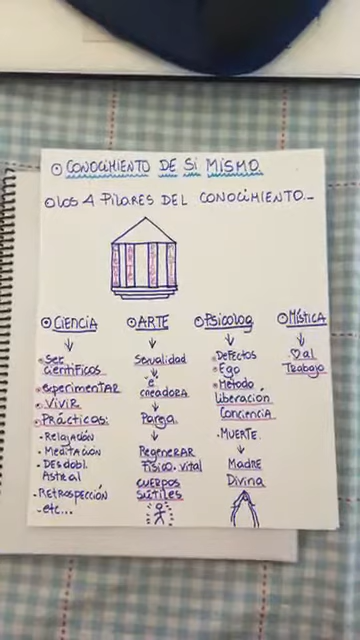 CONOCIMIENTO DE SÍ MISMO
LOS 4 PILARES DEL CONOCIMIENTO..
CIENCIA
Ser
científicos
experimentar
Vivir
Prácticas:
- Relajación
- Meditación
- Desdobl.
Astral
- Retrospección
- etc...
ARTE
Sexualidad
e.
creadora
Regenerar
Físico. vital
cuerpos
sutiles
Psicolog
Defectos
Ego
Método
liberación
Conciencia
. Muerte.
Madre
Divina
Mística
♡ al
Trabajo